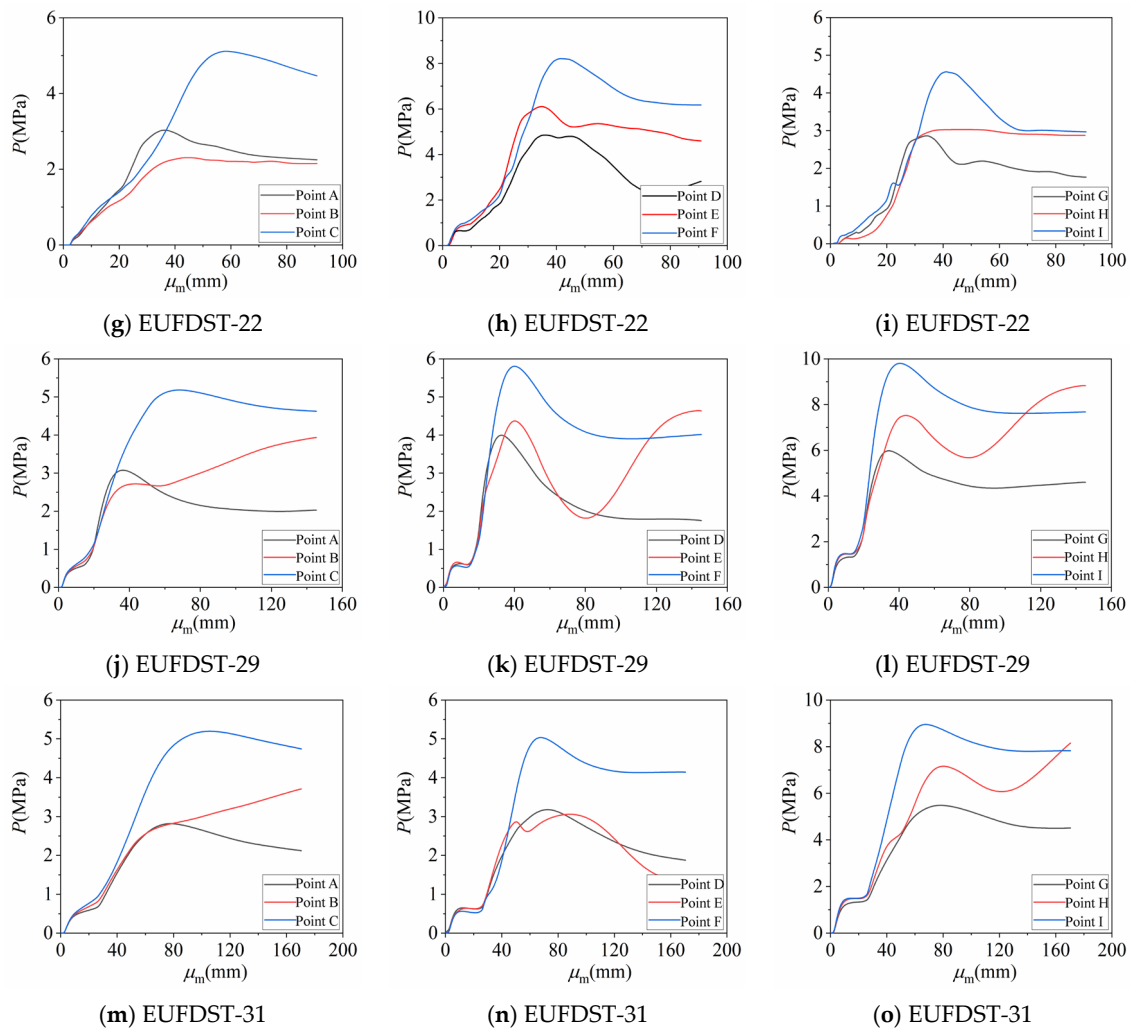 6
5
4
3
2
1
0
P(MPa)
0 20 40 60 80 100
μm(mm)
Point A
Point B
Point C
(g) EUFDST-22
10
8
6
4
2
0
P(MPa)
0 20 40 60 80 100
μm(mm)
Point D
Point E
Point F
(h) EUFDST-22
6
5
4
3
2
1
0
P(MPa)
0 20 40 60 80 100
μm(mm)
Point G
Point H
Point I
(i) EUFDST-22
6
5
4
3
2
1
0
P(MPa)
0 40 80 120 160
μm(mm)
Point A
Point B
Point C
(j) EUFDST-29
6
5
4
3
2
1
0
P(MPa)
0 40 80 120 160
μm(mm)
Point D
Point E
Point F
(k) EUFDST-29
10
8
6
4
2
0
P(MPa)
0 40 80 120 160
μm(mm)
Point G
Point H
Point I
(l) EUFDST-29
6
5
4
3
2
1
0
P(MPa)
0 40 80 120 160 200
μm(mm)
Point A
Point B
Point C
(m) EUFDST-31
6
5
4
3
2
1
0
P(MPa)
0 40 80 120 160 200
μm(mm)
Point D
Point E
Point F
(n) EUFDST-31
10
8
6
4
2
0
P(MPa)
0 40 80 120 160 200
μm(mm)
Point G
Point H
Point I
(o) EUFDST-31